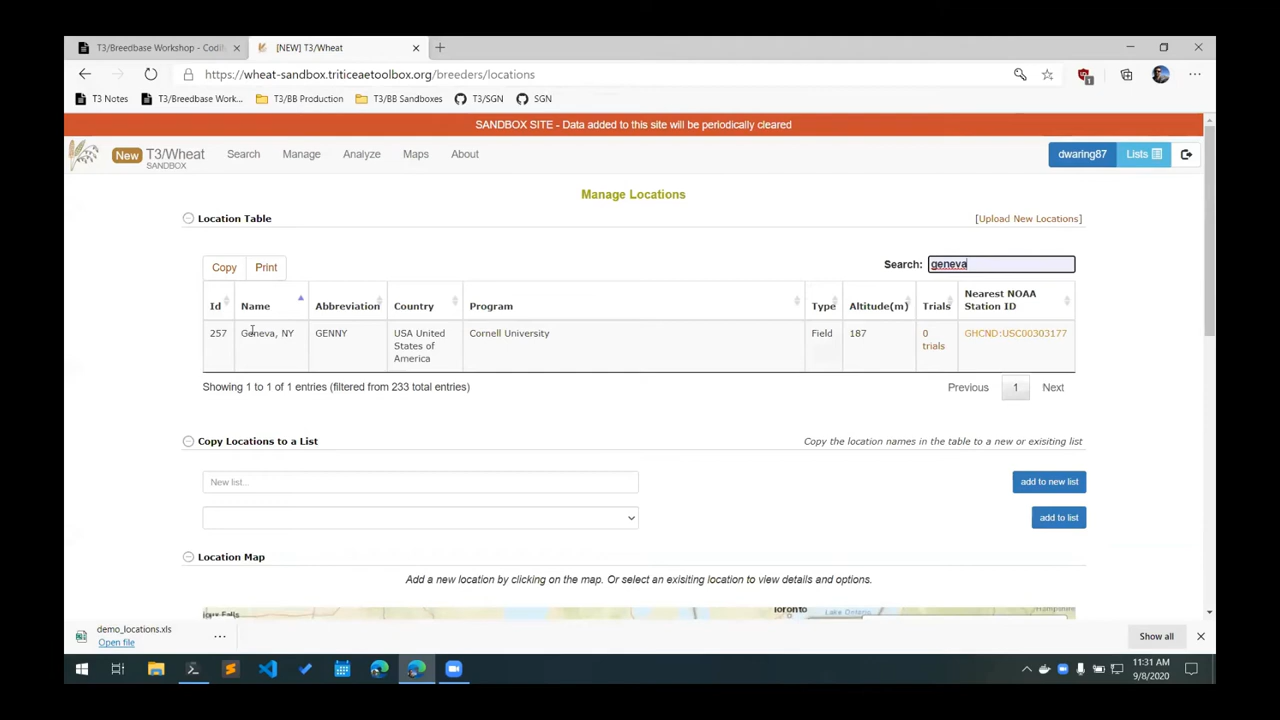 T3/Breedbase Workshop - CodiM
[NEW] T3/Wheat
https://wheat-sandbox.triticeaetoolbox.org/breeders/locations
1
T3 Notes
T3/Breedbase Work...
T3/BB Production
T3/BB Sandboxes
T3/SGN
SGN
SANDBOX SITE - Data added to this site will be periodically cleared
New T3/Wheat
SANDBOX
Search
Manage
Analyze
Maps
About
dwaring87
Lists
Manage Locations
Location Table
[Upload New Locations]
Copy
Print
Search: geneva
Id
Name
Abbreviation
Country
Program
Type
Altitude(m)
Trials
Nearest NOAA
Station ID
257
Geneva, NY
GENNY
USA United
States of
America
Cornell University
Field
187
0
trials
GHCND:USC00303177
Showing 1 to 1 of 1 entries (filtered from 233 total entries)
Previous
1
Next
Copy Locations to a List
Copy the location names in the table to a new or exisiting list
New list...
add to new list
add to list
Location Map
Add a new location by clicking on the map. Or select an exisiting location to view details and options.
Toronto
Lake Ontario
demo_locations.xls
Open file
Show all
11:31 AM
9/8/2020